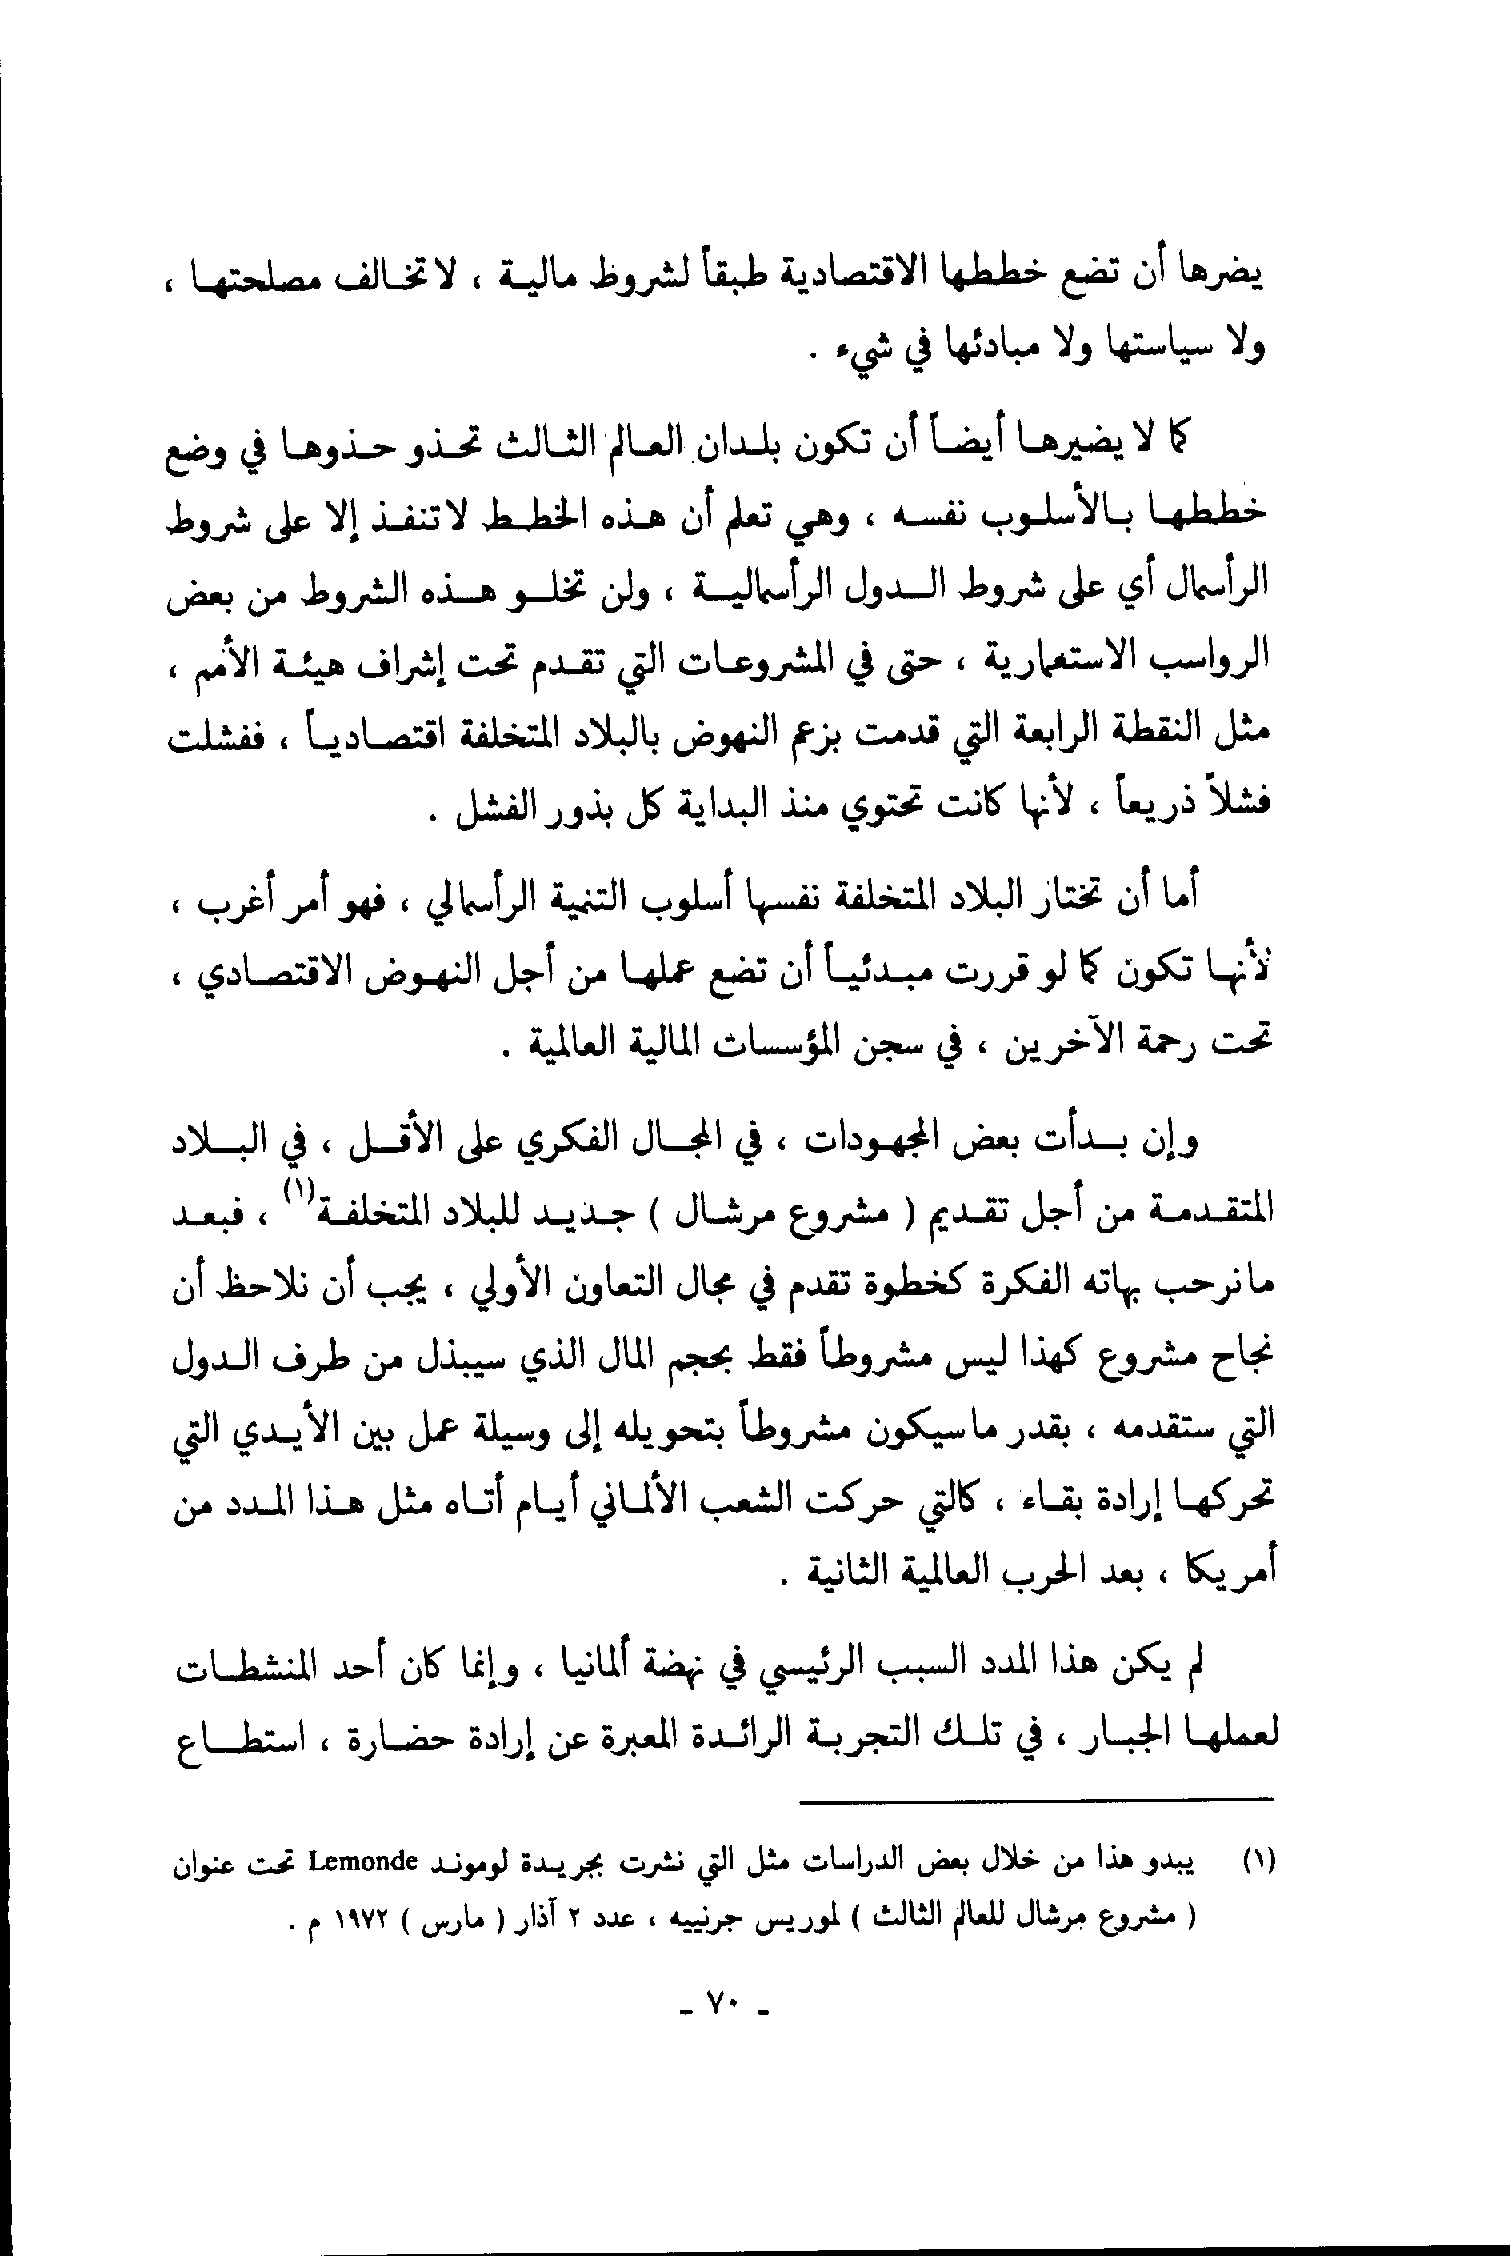 يضرها أن تضع خططها الاقتصادية طبقاً لشروظ مالية ، لاتخالف مصلحتها ،
ولا سياستها ولا مبادئها في شيء .
كما لا يضيرها أيضاً أن تكون بلدان العالم الثالث تحذو حذوها في وضع
خططها بالأسلوب نفسه ، وهي تعلم أن هذه الخطط لاتنفذ إلا على شروط
الرأسمال أي على شروط الدول الرأسمالية ، ولن تخلو هذه الشروط من بعض
الرواسب الاستعمارية ، حتى في المشروعات التي تقدم تحت إشراف هيئة الأمم ،
مثل النقطة الرابعة التي قدمت بزعم النهوض بالبلاد المتخلفة اقتصادياً ، ففشلت
فشلاً ذريعاً ، لأنها كانت تحتوي منذ البداية كل بذور الفشل .
أما أن تختار البلاد المتخلفة نفسها أسلوب التنمية الرأسمالي ، فهو أمر أغرب ،
لأنها تكون كما لو قررت مبدئياً أن تضع عملها من أجل النهوض الاقتصادي ،
تحت رحمة الآخرين ، في سجن المؤسسات المالية العالمية .
وإن بدأت بعض المجهودات ، في المجال الفكري على الأقل ، في البلاد
المتقدمة من أجل تقديم ( مشروع مرشال ) جديد للبلاد المتخلفة(١) ، فبعد
مانرحب بهاته الفكرة كخطوة تقدم في مجال التعاون الأولي ، يجب أن نلاحظ أن
نجاح مشروع كهذا ليس مشروطاً فقط بحجم المال الذي سيبذل من طرف الدول
التي ستقدمه ، بقدر ماسيكون مشروطاً بتحويله إلى وسيلة عمل بين الأيدي التي
تحركها إرادة بقاء ، كالتي حركت الشعب الألماني أيام أتاه مثل هذا المدد من
أمريكا ، بعد الحرب العالمية الثانية .
لم يكن هذا المدد السبب الرئيسي في نهضة ألمانيا ، وإنما كان أحد المنشطات
لعملها الجبار ، في تلك التجربة الرائدة المعبرة عن إرادة حضارة ، استطاع
(١) يبدو هذا من خلال بعض الدراسات مثل التي نشرت بجريدة لوموند Lemonde تحت عنوان
( مشروع مرشال للعالم الثالث ) لموريس جرنييه ، عدد ٢ آذار ( مارس ) ١٩٧٢ م .
- ٧٠ -